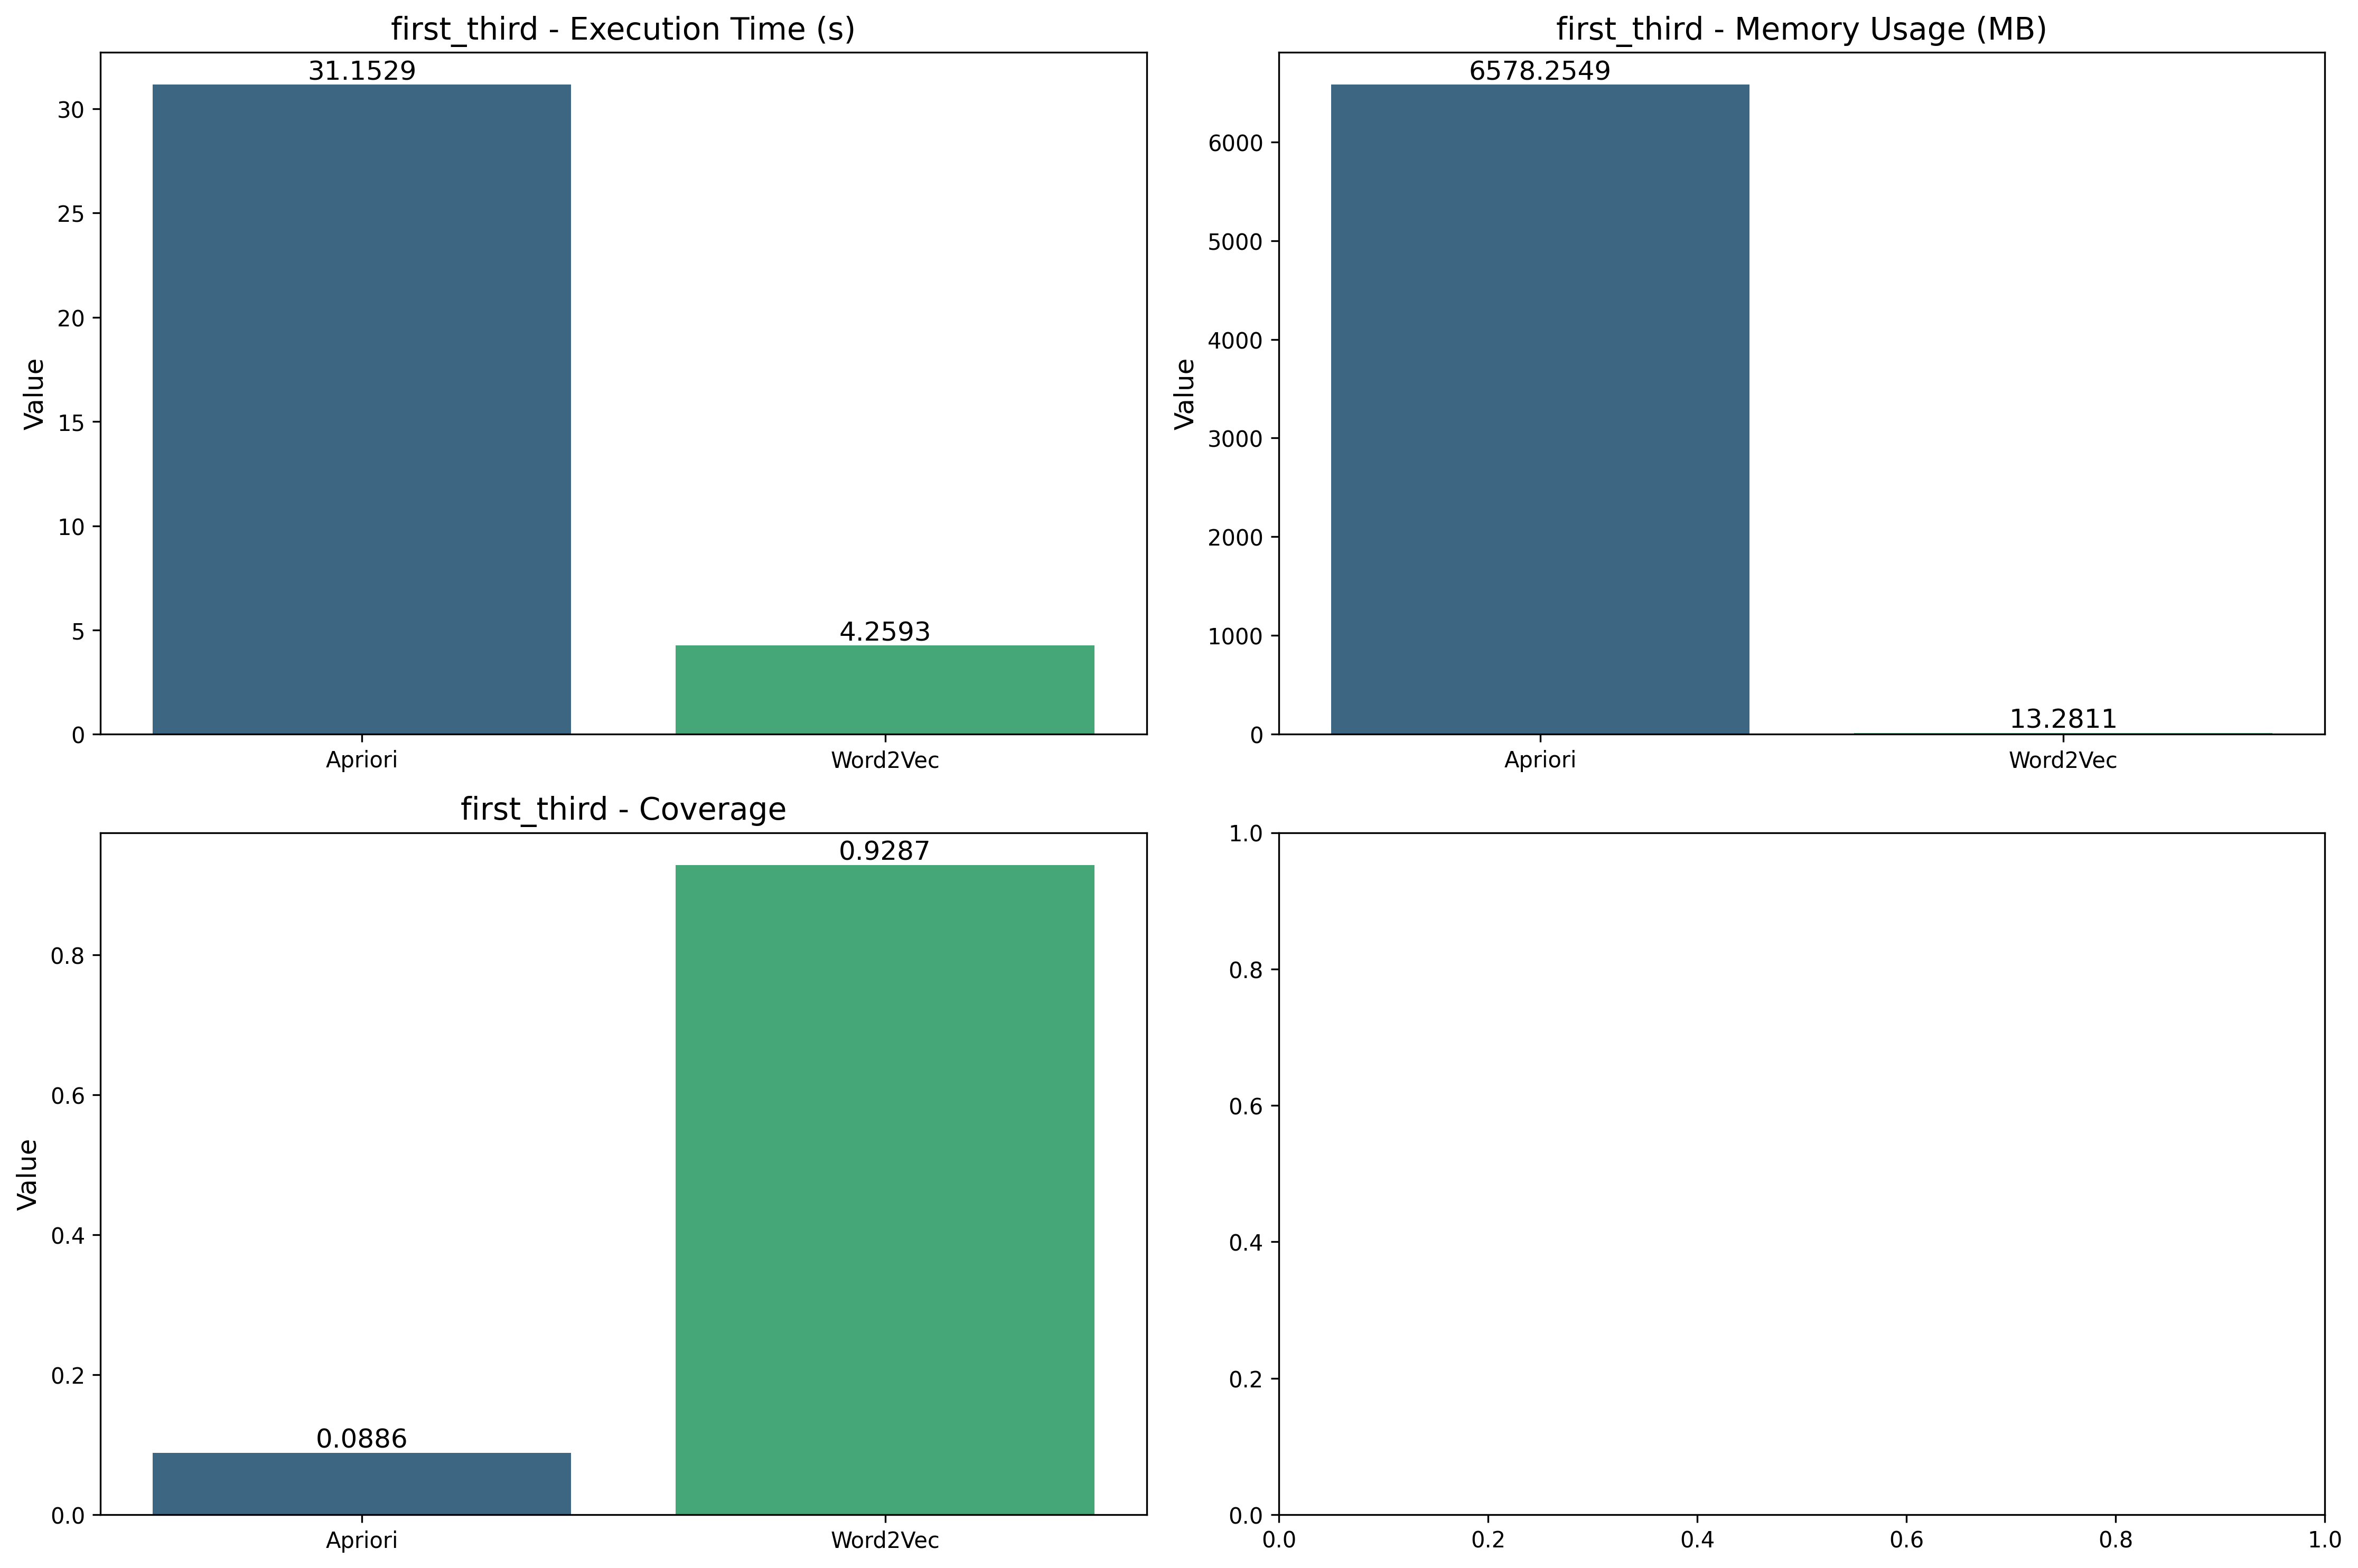 first_third - Execution Time (s)
Value
30
25
20
15
10
5
0
31.1529
4.2593
Apriori
Word2Vec
first_third - Memory Usage (MB)
Value
6000
5000
4000
3000
2000
1000
0
6578.2549
13.2811
Apriori
Word2Vec
first_third - Coverage
Value
0.8
0.6
0.4
0.2
0.0
0.0886
0.9287
Apriori
Word2Vec
1.0
0.8
0.6
0.4
0.2
0.0
0.0 0.2 0.4 0.6 0.8 1.0